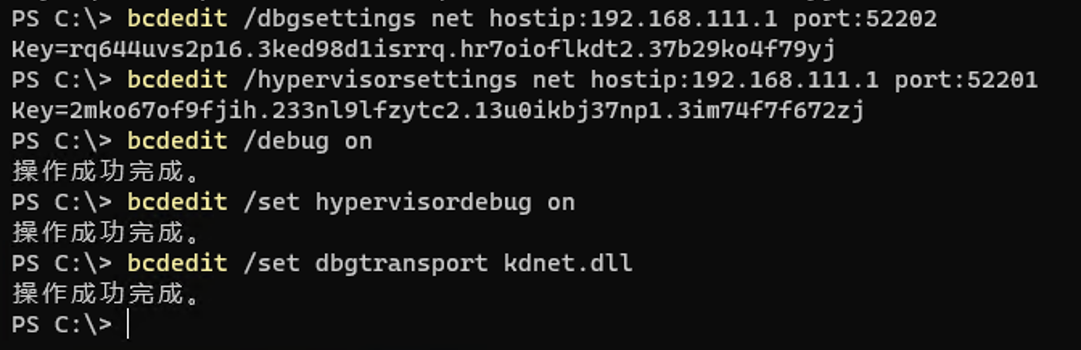 PS C:\> bcdedit /dbgsettings net hostip:192.168.111.1 port:52202
Key=rq644uvs2p16.3ked98d1isrrq.hr7oioflkdt2.37b29ko4f79yj
PS C:\> bcdedit /hypervisorsettings net hostip:192.168.111.1 port:52201
Key=2mko67of9fjih.233nl9lfzytc2.13u0ikbj37np1.3im74f7f672zj
PS C:\> bcdedit /debug on
操作成功完成。
PS C:\> bcdedit /set hypervisordebug on
操作成功完成。
PS C:\> bcdedit /set dbgtransport kdnet.dll
操作成功完成。
PS C:\>